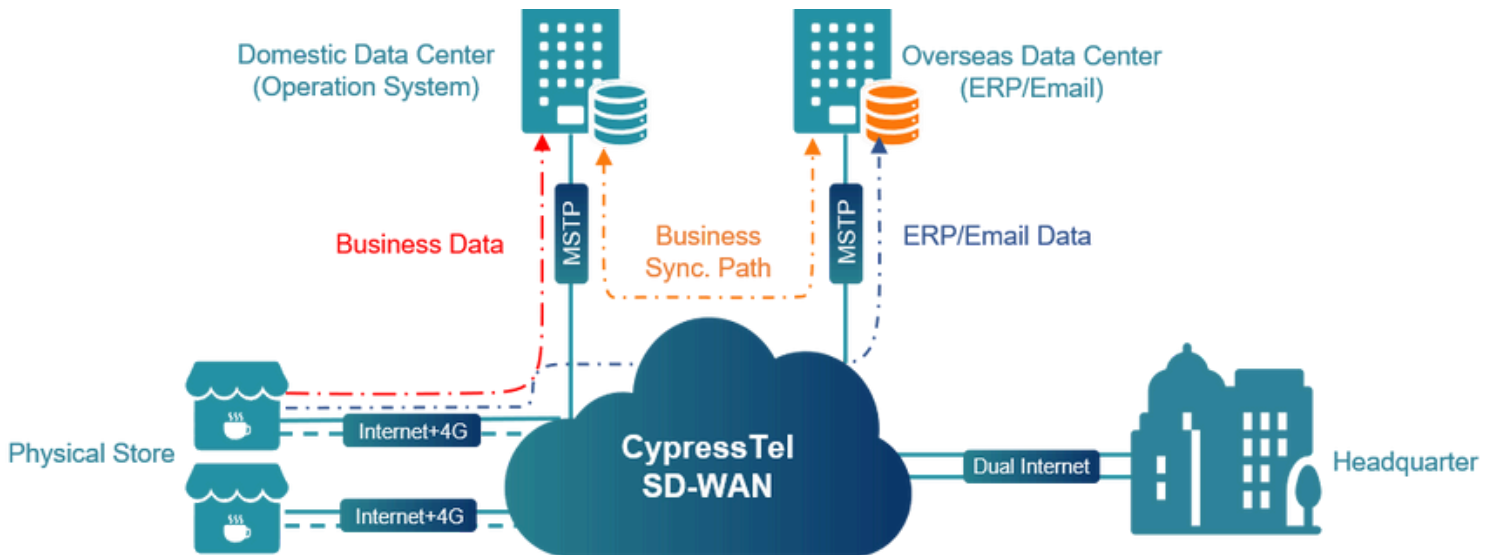 Domestic Data Center
(Operation System)
Overseas Data Center
(ERP/Email)
MSTP
MSTP
Business Data
Business
Sync. Path
ERP/Email Data
Physical Store
Internet+4G
Internet+4G
CypressTel
SD-WAN
Dual Internet
Headquarter